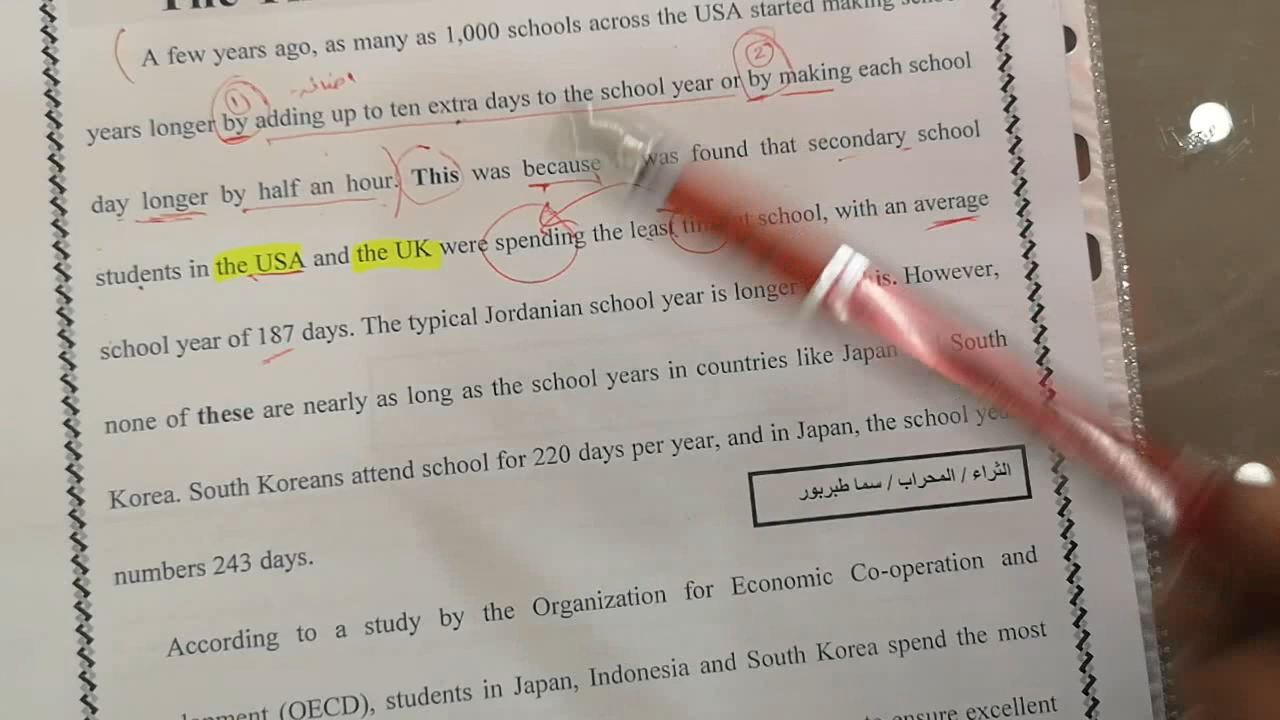 A few years ago, as many as 1,000 schools across the USA started making
years longer by adding up to ten extra days to the school year or by making each school
day longer by half an hour. This was because was found that secondary school
students in the USA and the UK were spending the least school, with an average
school year of 187 days. The typical Jordanian school year is longer However,
none of these are nearly as long as the school years in countries like Japan South
Korea. South Koreans attend school for 220 days per year, and in Japan, the school
الثراء / المحراب / سما طبربور
numbers 243 days.
According to a study by the Organization for Economic Co-operation and
(OECD), students in Japan, Indonesia and South Korea spend the most
ensure excellent
1
2